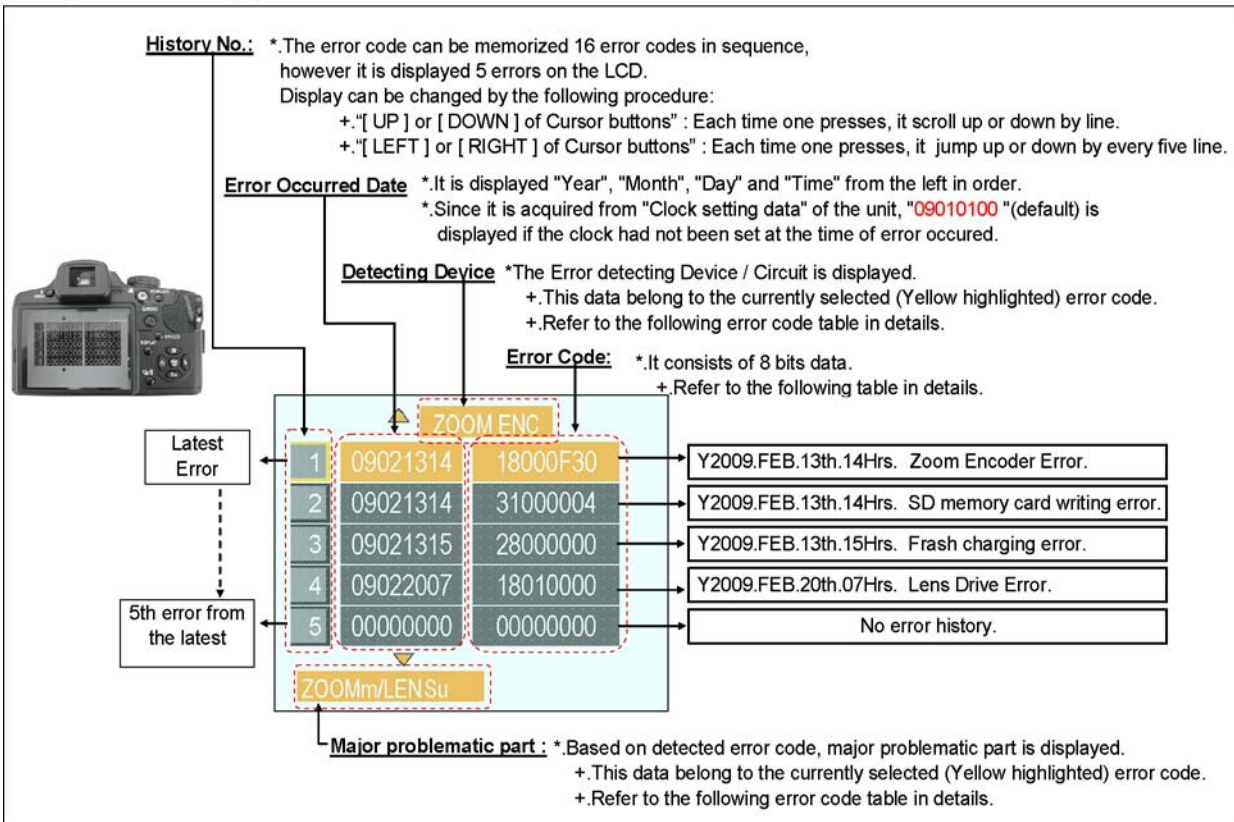 History No.: *.The error code can be memorized 16 error codes in sequence,
however it is displayed 5 errors on the LCD.
Display can be changed by the following procedure:
+.“[ UP ] or [ DOWN ] of Cursor buttons” : Each time one presses, it scroll up or down by line.
+.“[ LEFT ] or [ RIGHT ] of Cursor buttons” : Each time one presses, it jump up or down by every five line.
Error Occurred Date *.It is displayed "Year", "Month", "Day" and "Time" from the left in order.
*.Since it is acquired from "Clock setting data" of the unit, "09010100 "(default) is
displayed if the clock had not been set at the time of error occured.
Detecting Device *The Error detecting Device / Circuit is displayed.
+.This data belong to the currently selected (Yellow highlighted) error code.
+.Refer to the following error code table in details.
Error Code: *.It consists of 8 bits data.
+.Refer to the following table in details.
ZOOM ENC
Latest
Error
1 09021314 18000F30 Y2009.FEB.13th.14Hrs. Zoom Encoder Error.
2 09021314 31000004 Y2009.FEB.13th.14Hrs. SD memory card writing error.
3 09021315 28000000 Y2009.FEB.13th.15Hrs. Frash charging error.
4 09022007 18010000 Y2009.FEB.20th.07Hrs. Lens Drive Error.
5th error from
the latest
5 00000000 00000000 No error history.
ZOOMm/LENSu
Major problematic part : *.Based on detected error code, major problematic part is displayed.
+.This data belong to the currently selected (Yellow highlighted) error code.
+.Refer to the following error code table in details.